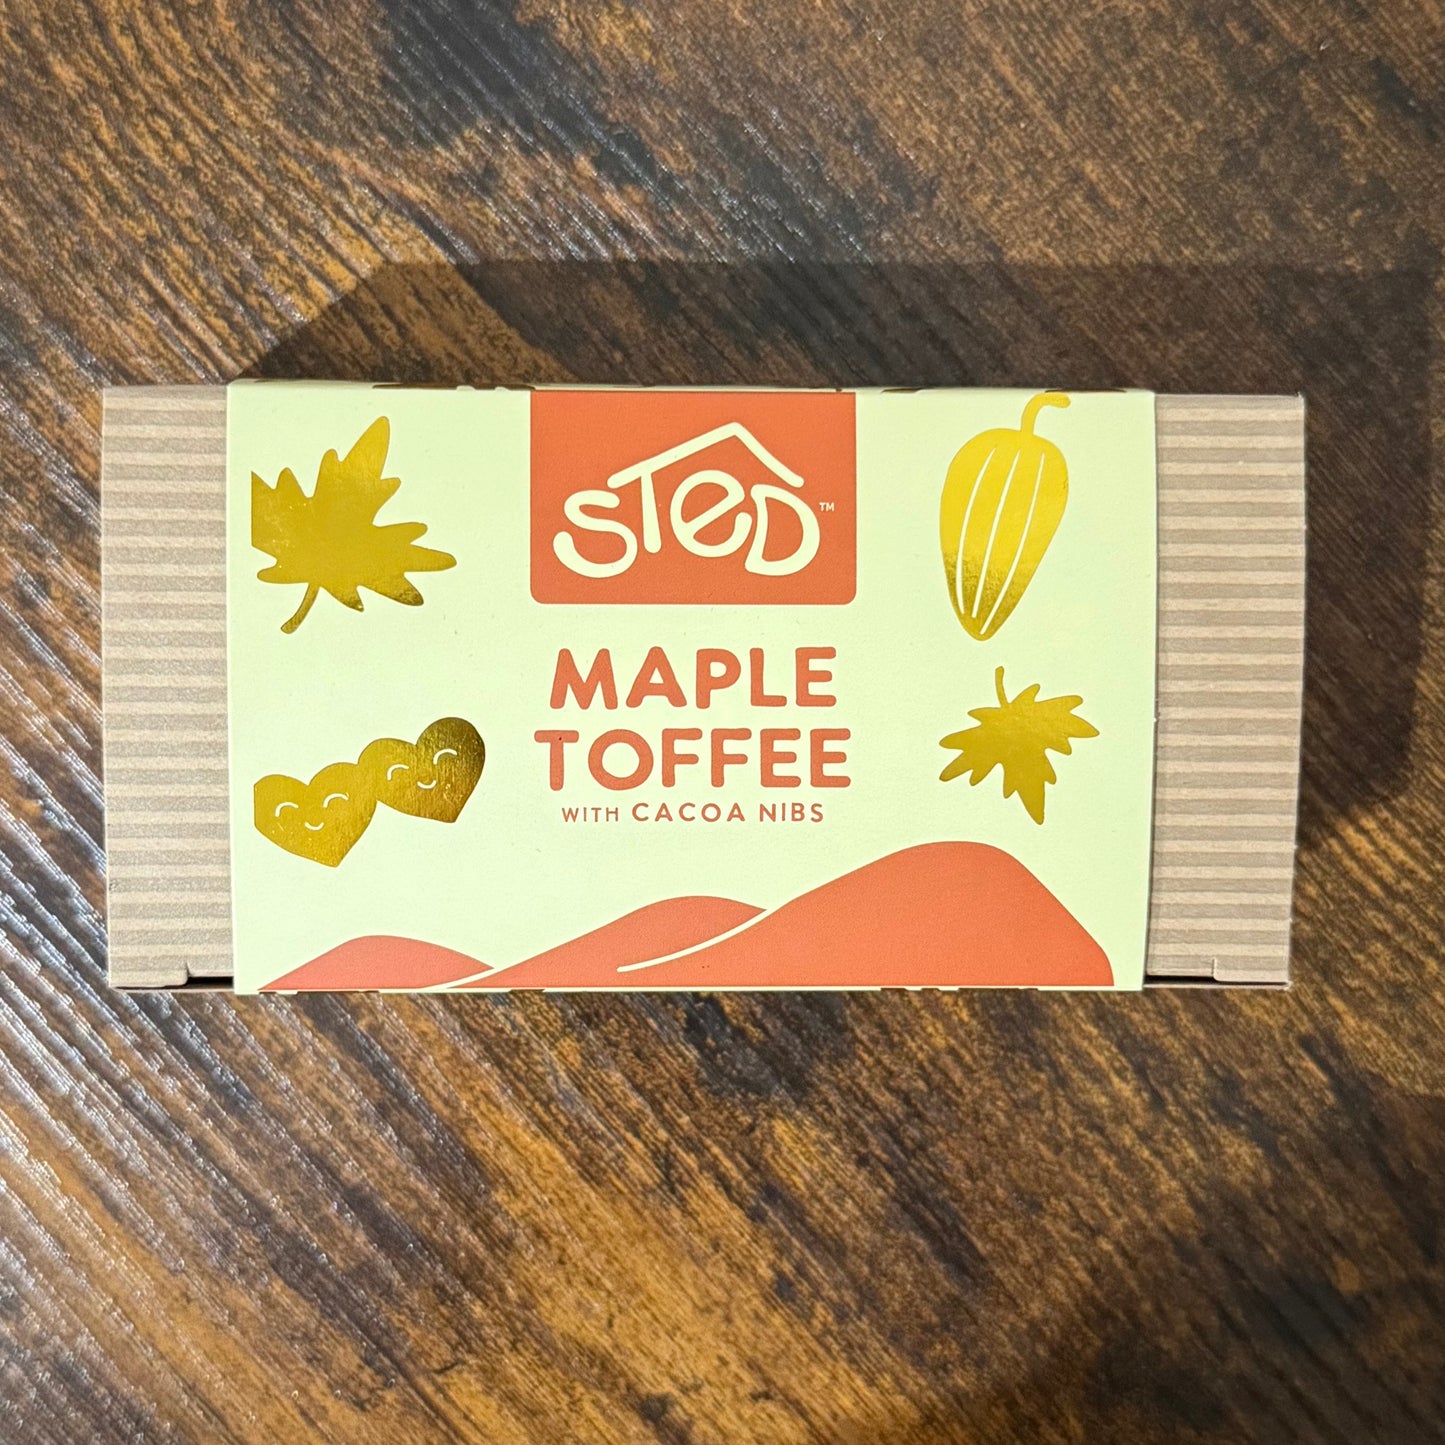 STED™
MAPLE
TOFFEE
WITH CACOA NIBS